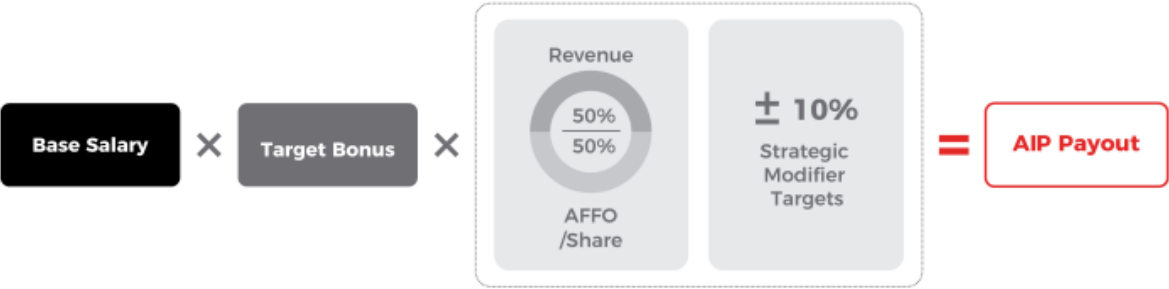 Base Salary
×
Target Bonus
×
Revenue
50%
50%
AFFO
/Share
± 10%
Strategic
Modifier
Targets
=
AIP Payout